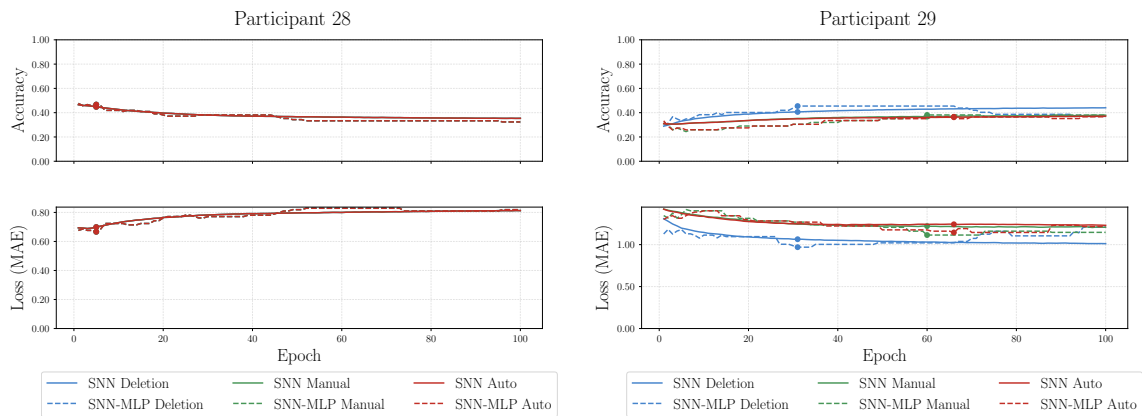 Participant 28
Accuracy
1.00
0.80
0.60
0.40
0.20
0.00
Loss (MAE)
0.80
0.60
0.40
0.20
0.00
0
20
40
60
80
100
Epoch
SNN Deletion
SNN Manual
SNN Auto
SNN-MLP Deletion
SNN-MLP Manual
SNN-MLP Auto
Participant 29
Accuracy
1.00
0.80
0.60
0.40
0.20
0.00
Loss (MAE)
1.00
0.50
0.00
0
20
40
60
80
100
Epoch
SNN Deletion
SNN Manual
SNN Auto
SNN-MLP Deletion
SNN-MLP Manual
SNN-MLP Auto